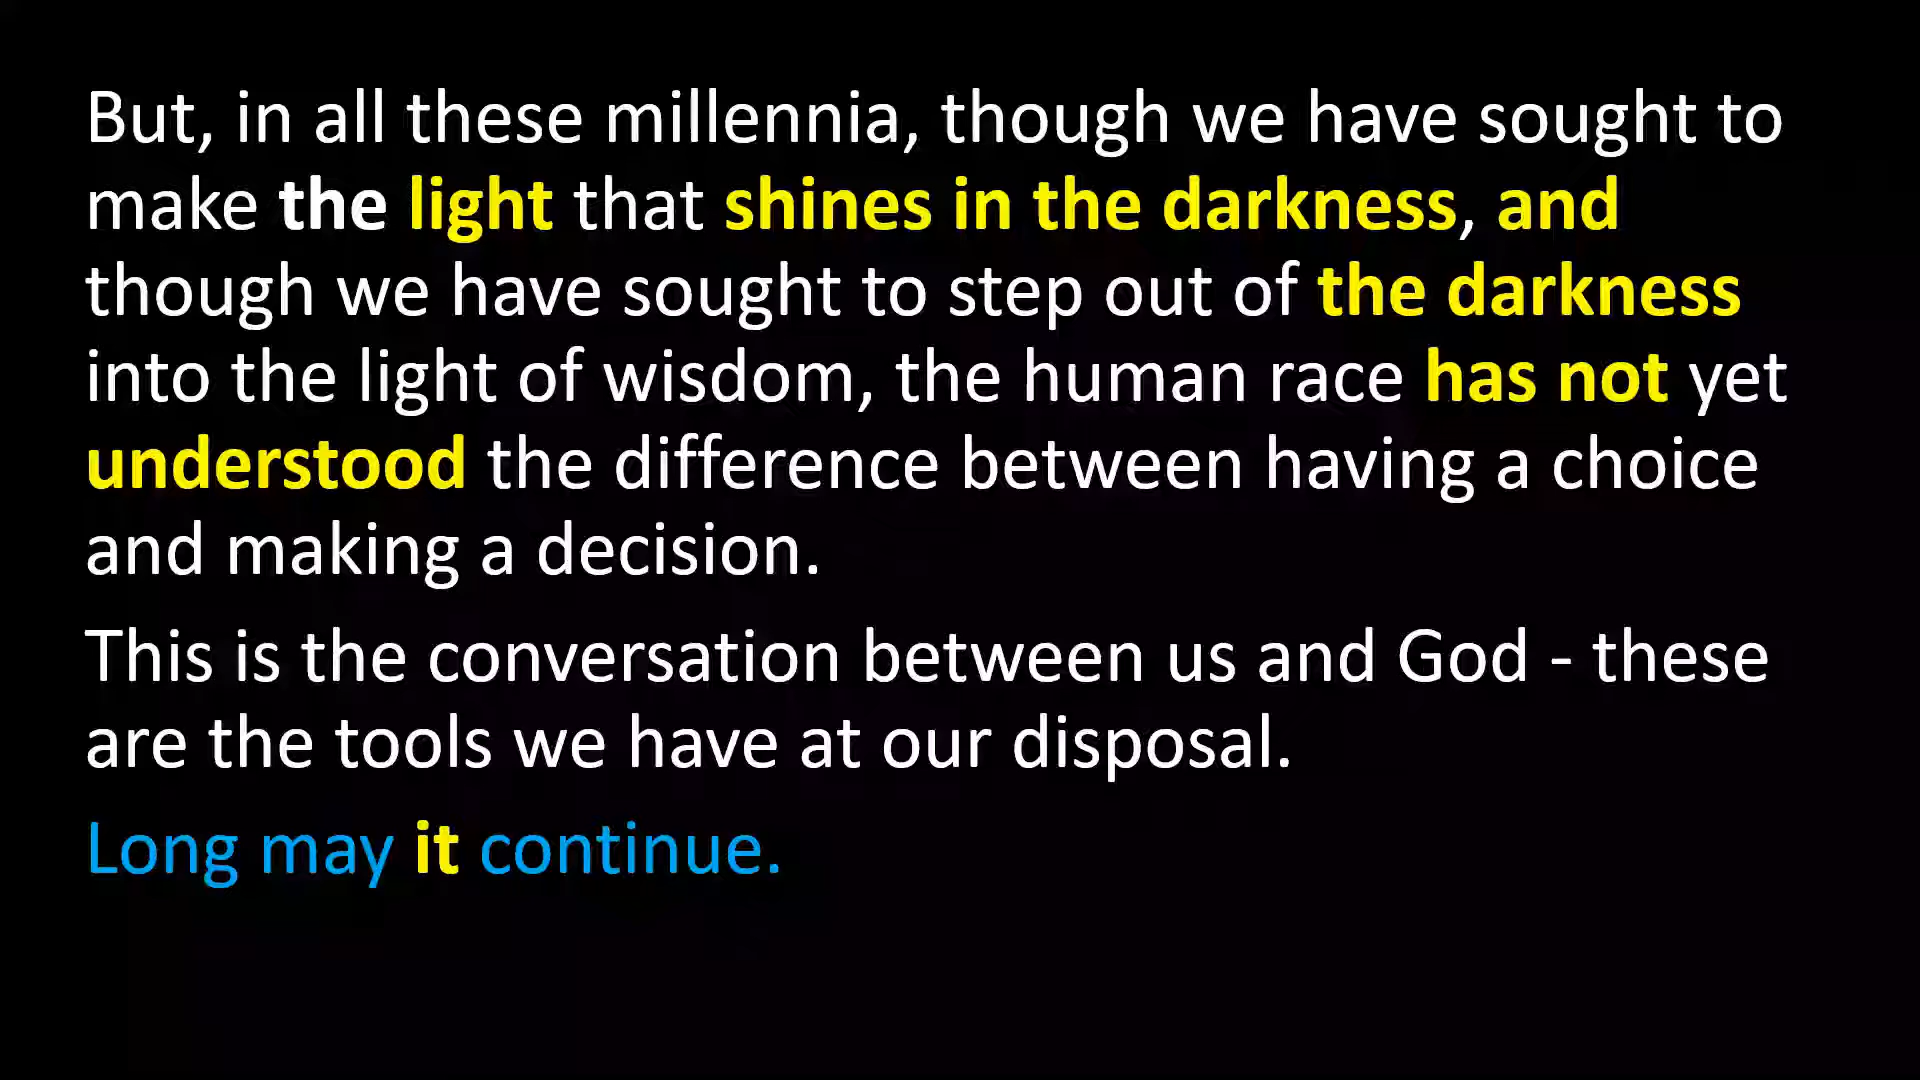 But, in all these millennia, though we have sought to
make the light that shines in the darkness, and
though we have sought to step out of the darkness
into the light of wisdom, the human race has not yet
understood the difference between having a choice
and making a decision.
This is the conversation between us and God - these
are the tools we have at our disposal.
Long may it continue.